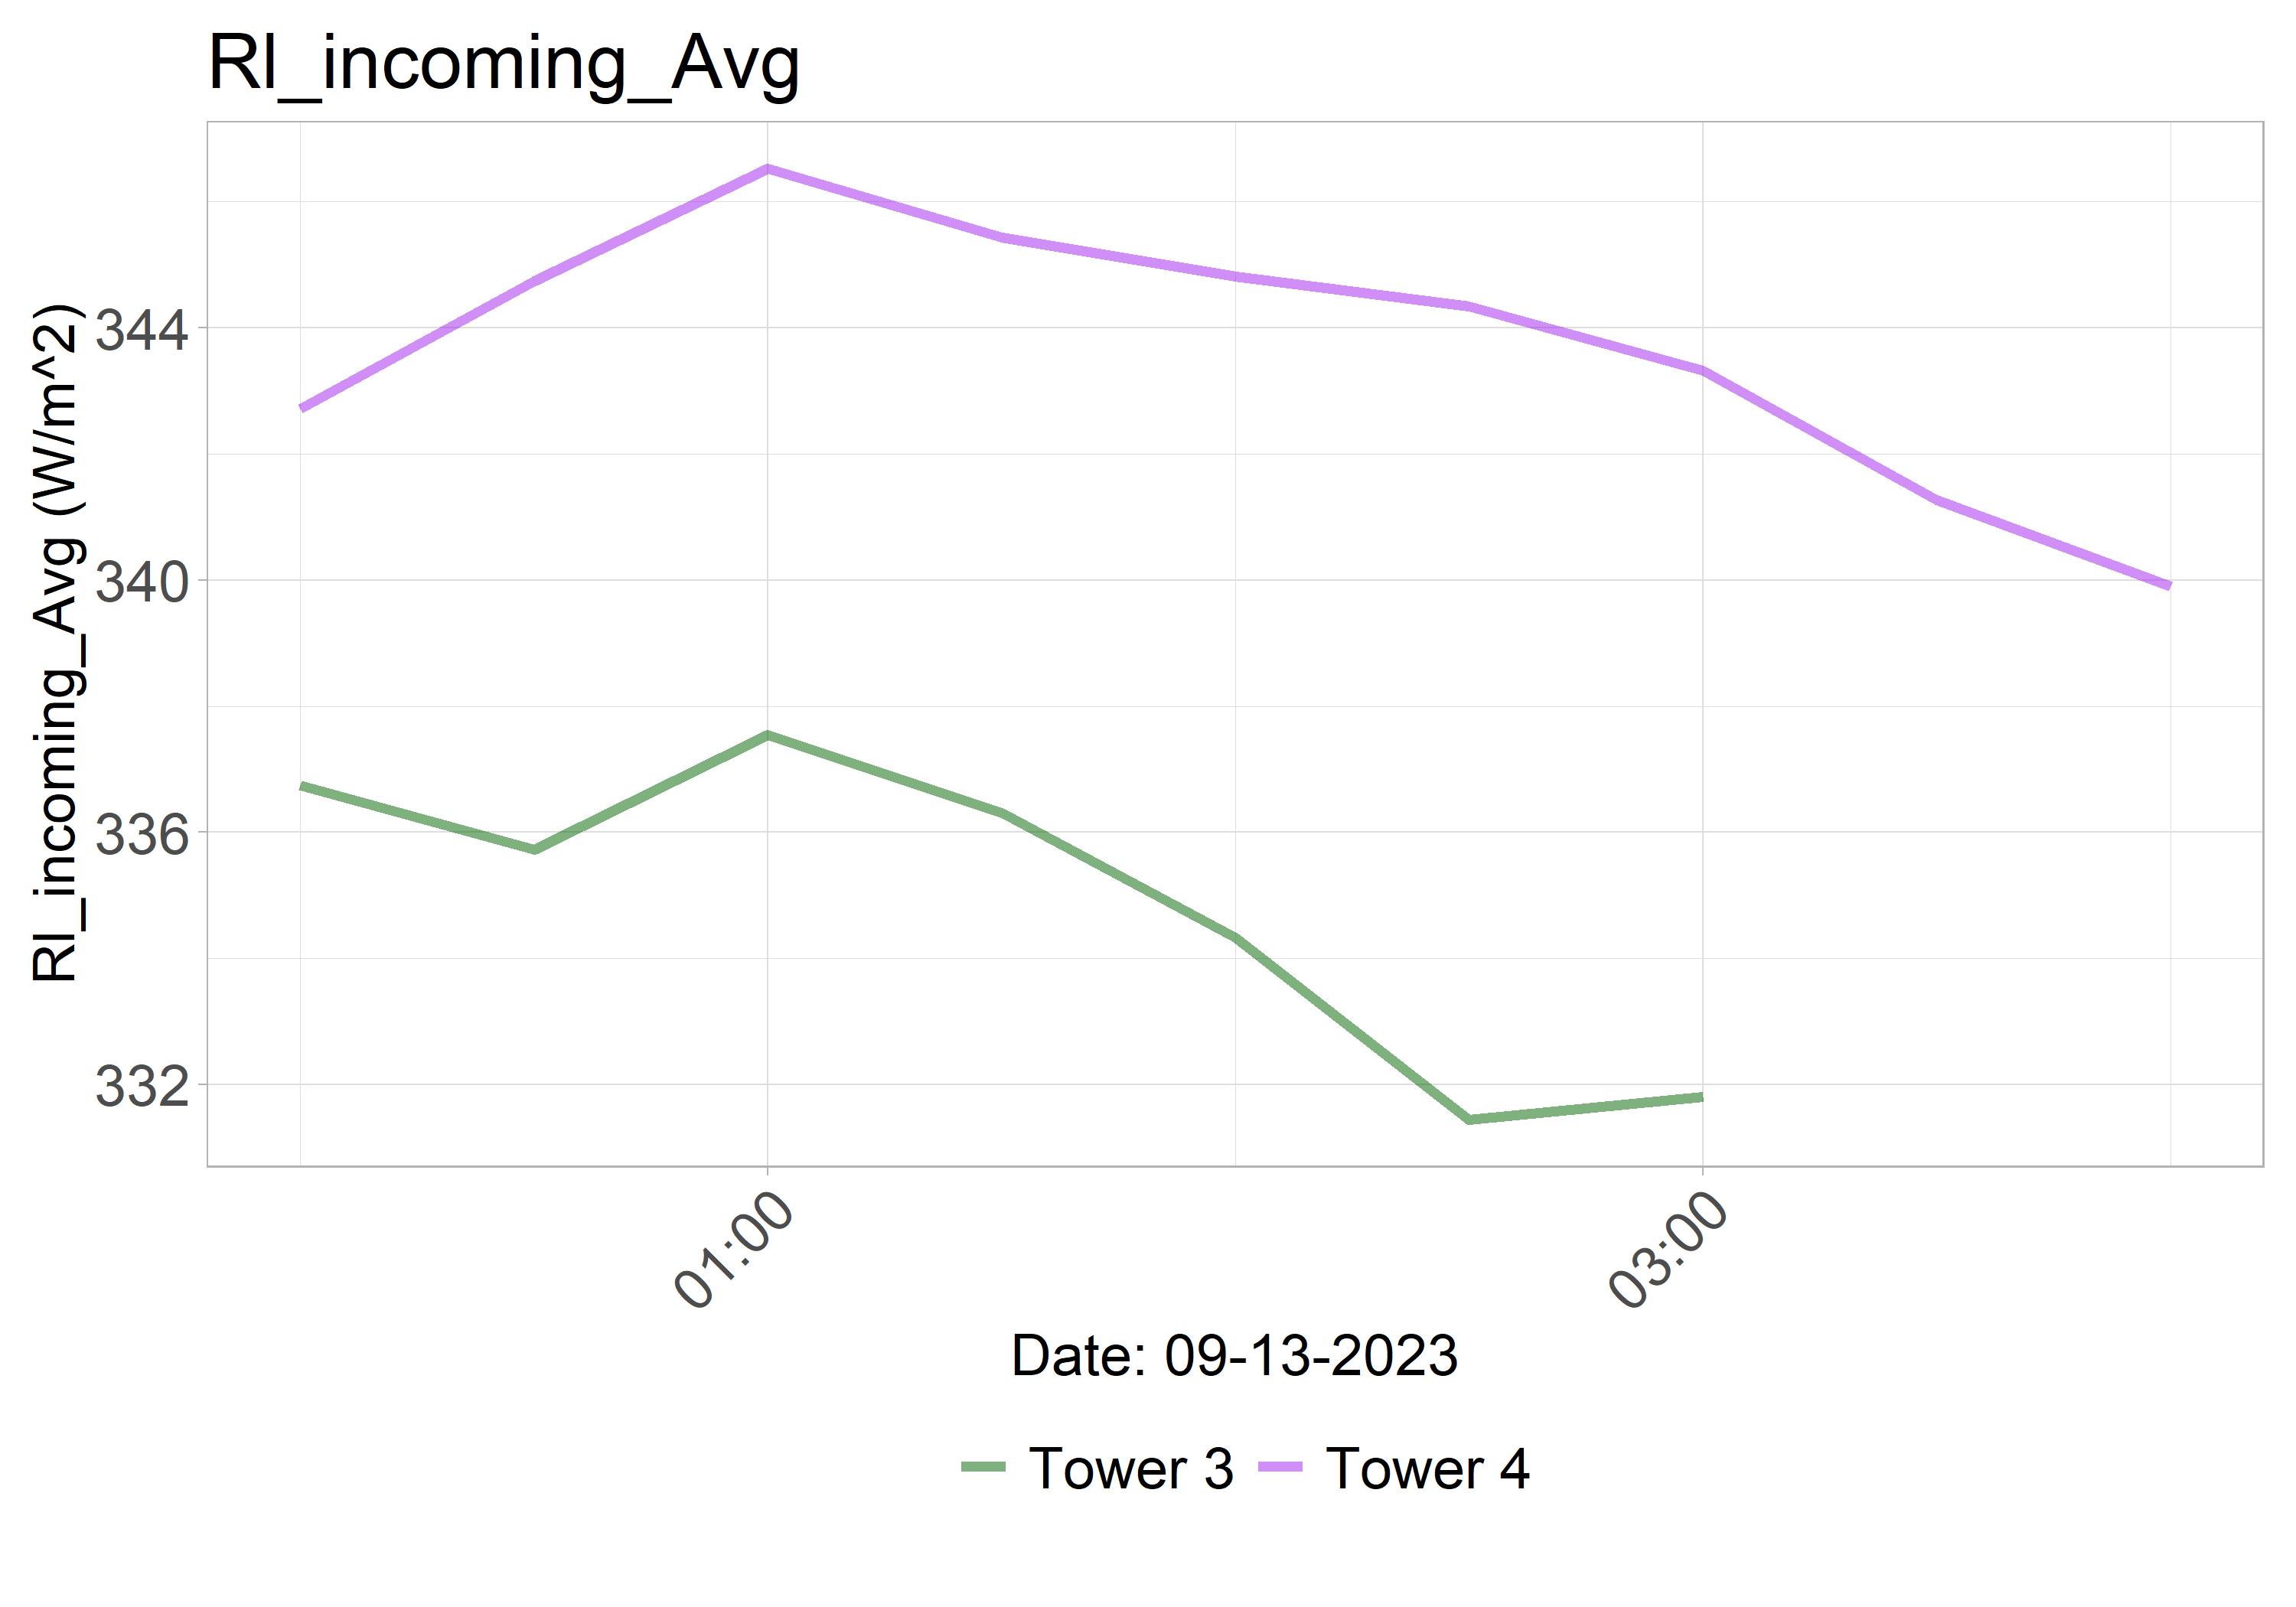 Rl_incoming_Avg
Rl_incoming_Avg (W/m^2)
344
340
336
332
01:00
03:00
Date: 09-13-2023
Tower 3
Tower 4